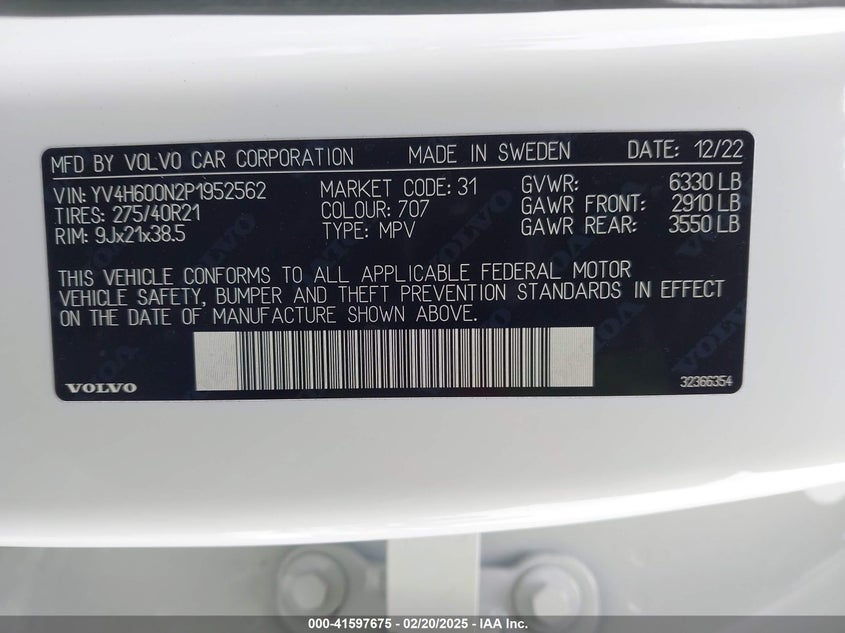 MFD BY VOLVO CAR CORPORATION MADE IN SWEDEN DATE: 12/22
VIN: YV4H600N2P1952562 MARKET CODE: 31 GVWR: 6330 LB
TIRES: 275/40R21 COLOUR: 707 GAWR FRONT: 2910 LB
RIM: 9Jx21x38.5 TYPE: MPV GAWR REAR: 3550 LB
THIS VEHICLE CONFORMS TO ALL APPLICABLE FEDERAL MOTOR
VEHICLE SAFETY, BUMPER AND THEFT PREVENTION STANDARDS IN EFFECT
ON THE DATE OF MANUFACTURE SHOWN ABOVE.
VOLVO 32366354
000-41597675 - 02/20/2025 - IAA Inc.